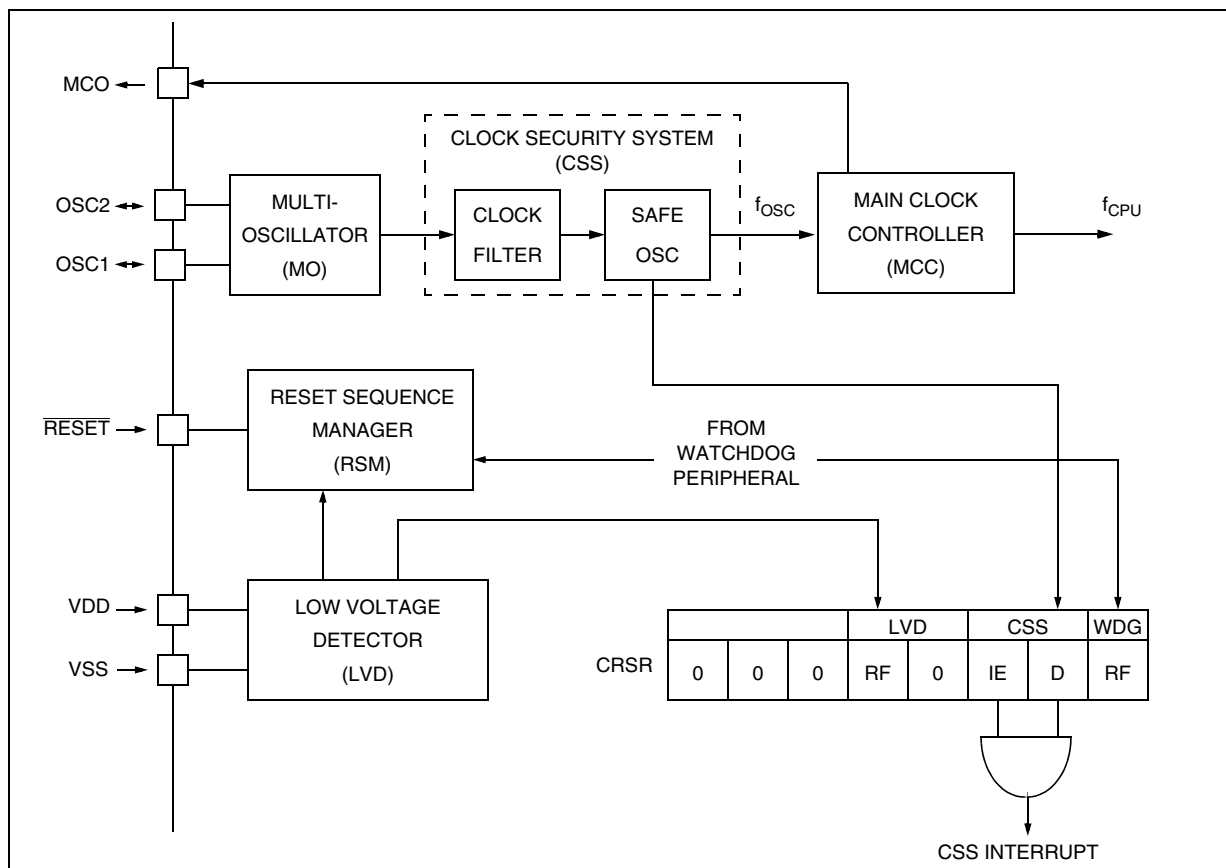 MCO
CLOCK SECURITY SYSTEM
(CSS)
OSC2
OSC1
MULTI-
OSCILLATOR
(MO)
CLOCK
FILTER
SAFE
OSC
fOSC
MAIN CLOCK
CONTROLLER
(MCC)
fCPU
RESET
RESET SEQUENCE
MANAGER
(RSM)
FROM
WATCHDOG
PERIPHERAL
VDD
VSS
LOW VOLTAGE
DETECTOR
(LVD)
LVD CSS WDG
CRSR 0 0 0 RF 0 IE D RF
CSS INTERRUPT